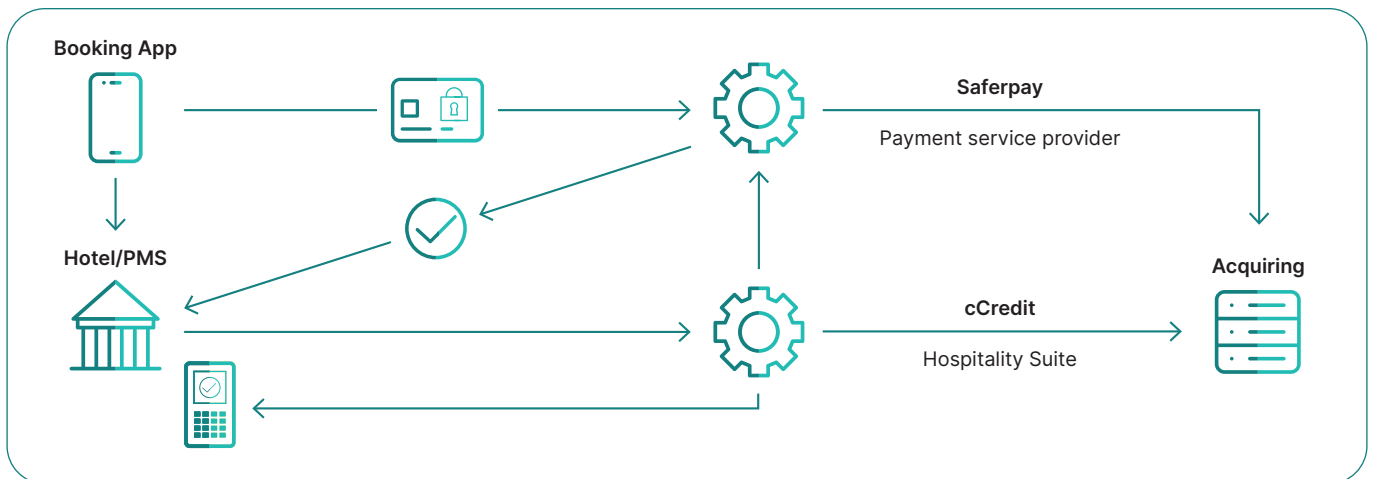 Booking App
Saferpay
Payment service provider
Hotel/PMS
Acquiring
cCredit
Hospitality Suite